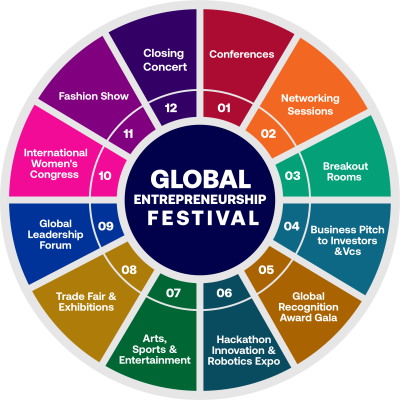 GLOBAL
ENTREPRENEURSHIP
FESTIVAL
Conferences
01
Networking
Sessions
02
Breakout
Rooms
03
Business Pitch
to Investors
&Vcs
04
Global
Recognition
Award Gala
05
Hackathon
Innovation &
Robotics Expo
06
Arts,
Sports &
Entertainment
07
Trade Fair &
Exhibitions
08
Global
Leadership
Forum
09
International
Women's
Congress
10
Fashion Show
11
Closing
Concert
12